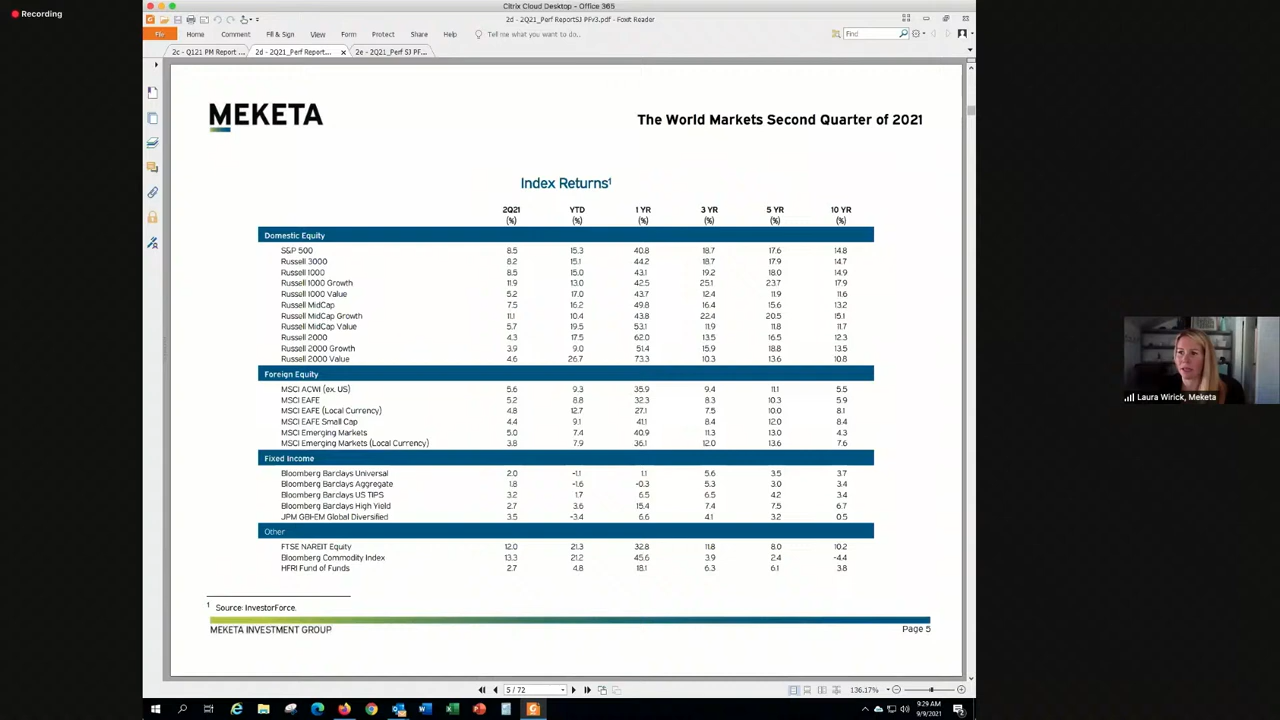 Recording
Citrix Cloud Desktop - Office 365
2d - 2Q21_Perf ReportSJ PFv3.pdf - Foxit Reader
File Home Comment Fill & Sign View Form Protect Share Help Tell me what you want to do.. Find
2c - Q121 PM Report ... 2d - 2Q21_Perf Report... 2e - 2Q21_Perf SJ PF...
MEKETA
The World Markets Second Quarter of 2021
Index Returns¹
2Q21 YTD 1 YR 3 YR 5 YR 10 YR
(%) (%) (%) (%) (%) (%)
Domestic Equity
S&P 500 8.5 15.3 40.8 18.7 17.6 14.8
Russell 3000 8.2 15.1 44.2 18.7 17.9 14.7
Russell 1000 8.5 15.0 43.1 19.2 18.0 14.9
Russell 1000 Growth 11.9 13.0 42.5 25.1 23.7 17.9
Russell 1000 Value 5.2 17.0 43.7 12.4 11.9 11.6
Russell MidCap 7.5 16.2 49.8 16.4 15.6 13.2
Russell MidCap Growth 11.1 10.4 43.8 22.4 20.5 15.1
Russell MidCap Value 5.7 19.5 53.1 11.9 11.8 11.7
Russell 2000 4.3 17.5 62.0 13.5 16.5 12.3
Russell 2000 Growth 3.9 9.0 51.4 15.9 18.8 13.5
Russell 2000 Value 4.6 26.7 73.3 10.3 13.6 10.8
Foreign Equity
MSCI ACWI (ex. US) 5.6 9.3 35.9 9.4 11.1 5.5
MSCI EAFE 5.2 8.8 32.3 8.3 10.3 5.9
MSCI EAFE (Local Currency) 4.8 12.7 27.1 7.5 10.0 8.1
MSCI EAFE Small Cap 4.4 9.1 41.1 8.4 12.0 8.4
MSCI Emerging Markets 5.0 7.4 40.9 11.3 13.0 4.3
MSCI Emerging Markets (Local Currency) 3.8 7.9 36.1 12.0 13.6 7.6
Fixed Income
Bloomberg Barclays Universal 2.0 -1.1 1.1 5.6 3.5 3.7
Bloomberg Barclays Aggregate 1.8 -1.6 -0.3 5.3 3.0 3.4
Bloomberg Barclays US TIPS 3.2 1.7 6.5 6.5 4.2 3.4
Bloomberg Barclays High Yield 2.7 3.6 15.4 7.4 7.5 6.7
JPM GBI-EM Global Diversified 3.5 -3.4 6.6 4.1 3.2 0.5
Other
FTSE NAREIT Equity 12.0 21.3 32.8 11.8 8.0 10.2
Bloomberg Commodity Index 13.3 21.2 45.6 3.9 2.4 -4.4
HFRI Fund of Funds 2.7 4.8 18.1 6.3 6.1 3.8
¹ Source: InvestorForce.
MEKETA INVESTMENT GROUP
Page 5
5 / 72
136.17%
9:29 AM
9/9/2021
Laura Wirick, Meketa